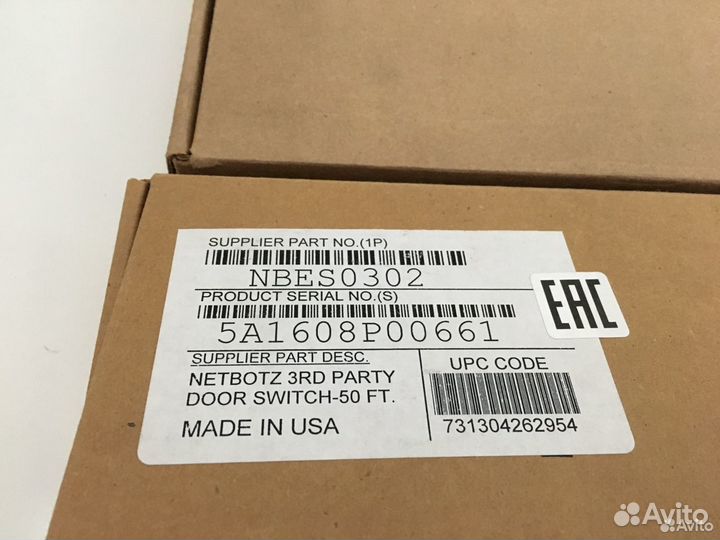 SUPPLIER PART NO.(1P)
NBES0302
PRODUCT SERIAL NO.(S)
5A1608P00661
SUPPLIER PART DESC.
NETBOTZ 3RD PARTY
DOOR SWITCH-50 FT.
MADE IN USA
UPC CODE
731304262954
EAC
Avito